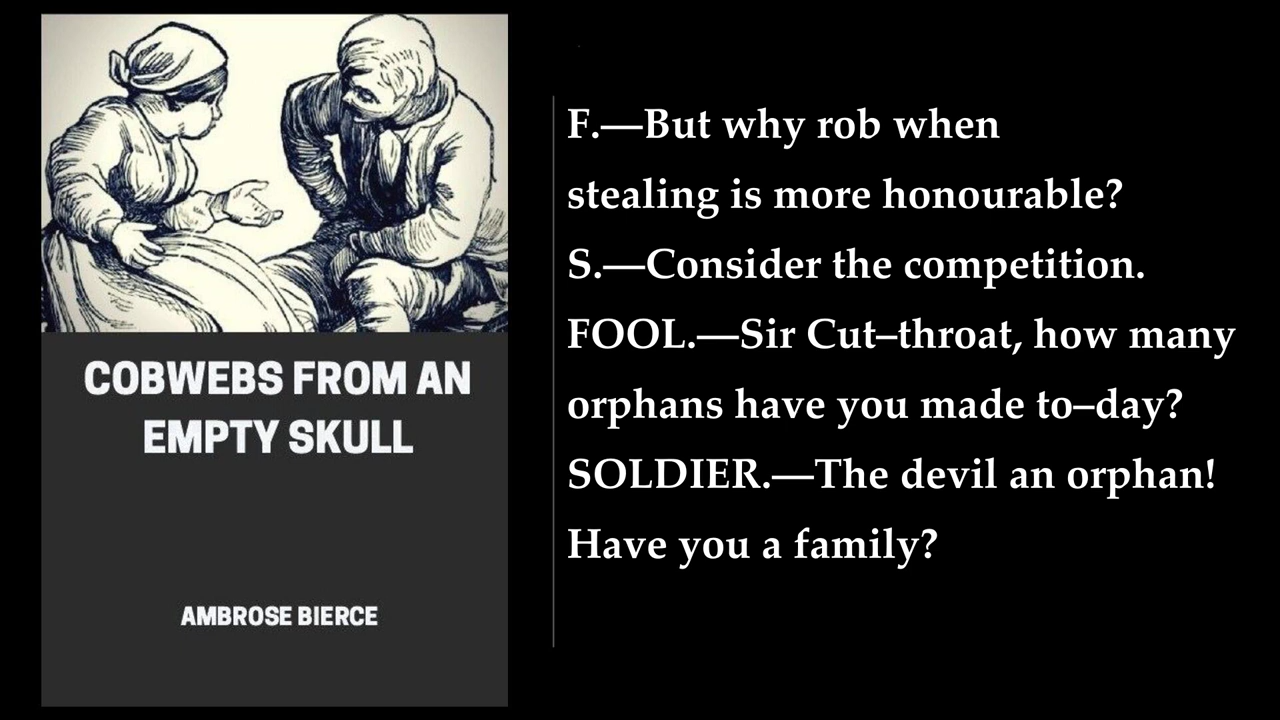 COBWEBS FROM AN
EMPTY SKULL
AMBROSE BIERCE
F.—But why rob when
stealing is more honourable?
S.—Consider the competition.
FOOL.—Sir Cut–throat, how many
orphans have you made to–day?
SOLDIER.—The devil an orphan!
Have you a family?